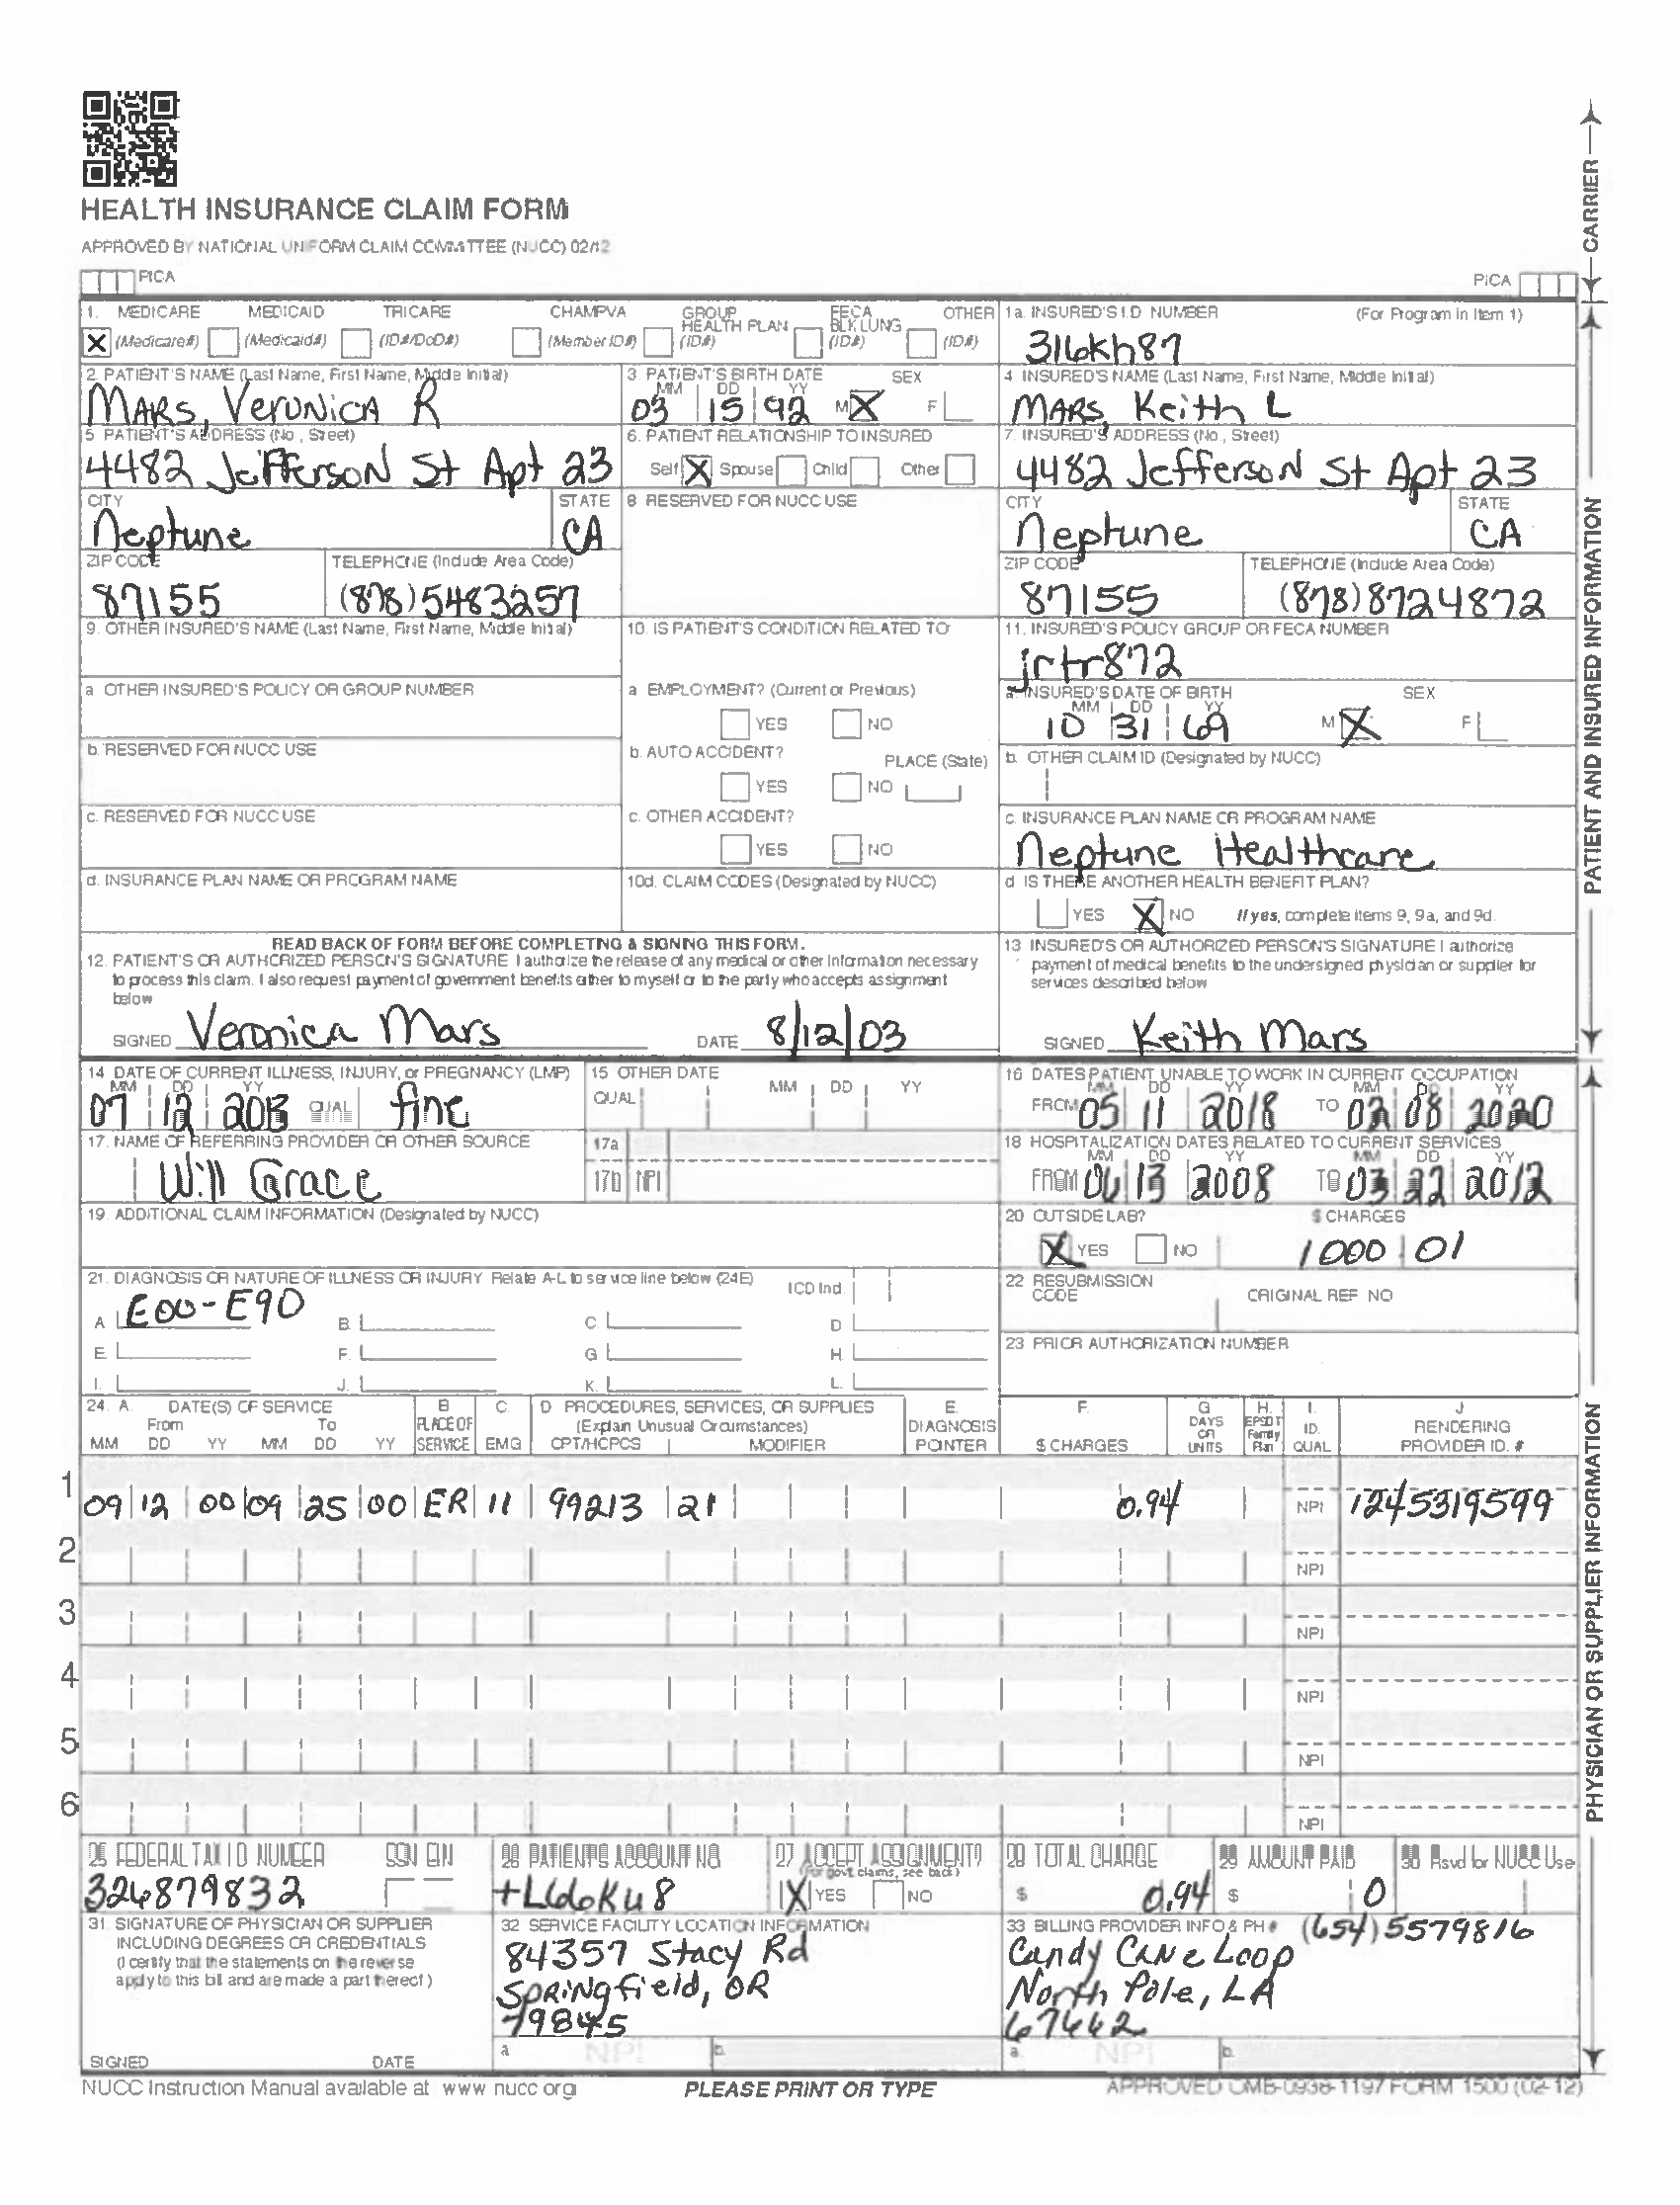 HEALTH INSURANCE CLAIM FORM
APPROVED BY NATIONAL UNIFORM CLAIM COMMITTEE (NUCC) 02/12
PICA
PICA
CARRIER
1. MEDICARE MEDICAID TRICARE CHAMPVA GROUP HEALTH PLAN FECA BLK LUNG OTHER
X (Medicare#) (Medicaid#) (ID#/DoD#) (Member ID#) (ID#) (ID#) (ID#)
1a. INSURED'S I.D. NUMBER (For Program in Item 1)
316kh87
2. PATIENT'S NAME (Last Name, First Name, Middle Initial)
MARS, VerONICA R
3. PATIENT'S BIRTH DATE SEX
MM DD YY
03 15 92 M X F
4. INSURED'S NAME (Last Name, First Name, Middle Initial)
MARS, Keith L
5. PATIENT'S ADDRESS (No., Street)
4482 JeffersoN St Apt 23
6. PATIENT RELATIONSHIP TO INSURED
Self X Spouse Child Other
7. INSURED'S ADDRESS (No., Street)
4482 JeffersoN St Apt 23
CITY STATE
Neptune CA
8. RESERVED FOR NUCC USE
CITY STATE
Neptune CA
ZIP CODE TELEPHONE (Include Area Code)
87155 (878) 5483257
ZIP CODE TELEPHONE (Include Area Code)
87155 (878) 8724872
9. OTHER INSURED'S NAME (Last Name, First Name, Middle Initial)
10. IS PATIENT'S CONDITION RELATED TO
11. INSURED'S POLICY GROUP OR FECA NUMBER
jrtr872
a. OTHER INSURED'S POLICY OR GROUP NUMBER
a. EMPLOYMENT? (Current or Previous)
YES NO
a. INSURED'S DATE OF BIRTH SEX
MM DD YY
10 31 69 M X F
b. RESERVED FOR NUCC USE
b. AUTO ACCIDENT? PLACE (State)
YES NO
b. OTHER CLAIM ID (Designated by NUCC)
c. RESERVED FOR NUCC USE
c. OTHER ACCIDENT?
YES NO
c. INSURANCE PLAN NAME OR PROGRAM NAME
Neptune Healthcare
d. INSURANCE PLAN NAME OR PROGRAM NAME
10d. CLAIM CODES (Designated by NUCC)
d. IS THERE ANOTHER HEALTH BENEFIT PLAN?
YES X NO If yes, complete items 9, 9a, and 9d.
PATIENT AND INSURED INFORMATION
READ BACK OF FORM BEFORE COMPLETING & SIGNING THIS FORM.
12. PATIENT'S OR AUTHORIZED PERSON'S SIGNATURE I authorize the release of any medical or other information necessary
to process this claim. I also request payment of government benefits either to myself or to the party who accepts assignment
below
SIGNED Veronica Mars DATE 8/12/03
13. INSURED'S OR AUTHORIZED PERSON'S SIGNATURE I authorize
payment of medical benefits to the undersigned physician or supplier for
services described below
SIGNED Keith Mars
14. DATE OF CURRENT ILLNESS, INJURY, or PREGNANCY (LMP)
MM DD YY
07 12 QUAL. fine
15. OTHER DATE
QUAL. MM DD YY
16. DATES PATIENT UNABLE TO WORK IN CURRENT OCCUPATION
MM DD YY MM DD YY
FROM 05 11 2018 TO 02 08 2020
17. NAME OF REFERRING PROVIDER OR OTHER SOURCE
Will Grace
17a
17b NPI
18. HOSPITALIZATION DATES RELATED TO CURRENT SERVICES
MM DD YY MM DD YY
FROM 06 13 2008 TO 03 22 2012
19. ADDITIONAL CLAIM INFORMATION (Designated by NUCC)
20. OUTSIDE LAB? $ CHARGES
X YES NO 1000 01
21. DIAGNOSIS OR NATURE OF ILLNESS OR INJURY Relate A-L to service line below (24E) ICD Ind.
A. E00-E90 B. C. D.
E. F. G. H.
I. J. K. L.
22. RESUBMISSION CODE ORIGINAL REF. NO.
23. PRIOR AUTHORIZATION NUMBER
24. A. DATE(S) OF SERVICE B. C. D. PROCEDURES, SERVICES, OR SUPPLIES E. F. G. H. I. J.
From To PLACE OF (Explain Unusual Circumstances) DIAGNOSIS DAYS OR UNITS EPSDT Family Plan ID. RENDERING
MM DD YY MM DD YY SERVICE EMG CPT/HCPCS MODIFIER POINTER $ CHARGES QUAL. PROVIDER ID. #
1 09 12 00 09 25 00 ER 11 99213 21 0.94 NPI 1245319599
2 NPI
3 NPI
4 NPI
5 NPI
6 NPI
PHYSICIAN OR SUPPLIER INFORMATION
25. FEDERAL TAX I.D. NUMBER SSN EIN
326879832
26. PATIENT'S ACCOUNT NO.
+L66Ku8
27. ACCEPT ASSIGNMENT?
(For govt. claims, see back)
X YES NO
28. TOTAL CHARGE
$ 0.94
29. AMOUNT PAID
$ 0
30. Rsvd for NUCC Use
31. SIGNATURE OF PHYSICIAN OR SUPPLIER
INCLUDING DEGREES OR CREDENTIALS
(I certify that the statements on the reverse
apply to this bill and are made a part thereof.)
SIGNED DATE
32. SERVICE FACILITY LOCATION INFORMATION
84357 Stacy Rd
SpRiNgfield, OR
79845
a. NPI b.
33. BILLING PROVIDER INFO & PH # (654) 5579816
Candy CANe Loop
North Pole, LA
67662
a. NPI b.
NUCC Instruction Manual available at: www.nucc.org
PLEASE PRINT OR TYPE
APPROVED OMB-0938-1197 FORM 1500 (02-12)